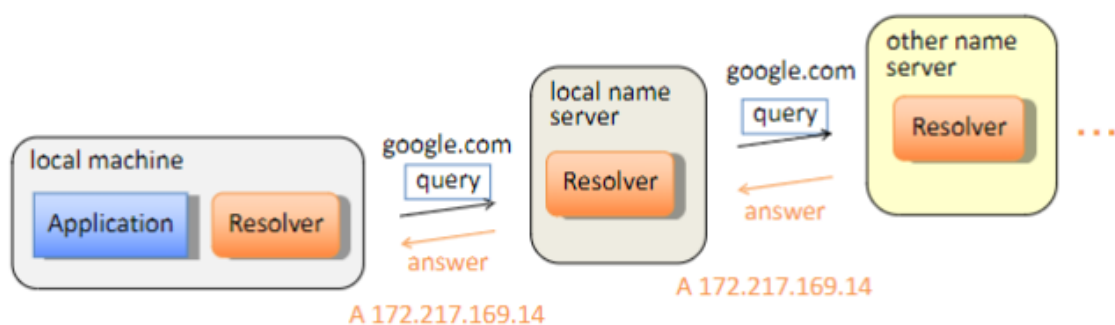 local machine
Application
Resolver
google.com
query
answer
A 172.217.169.14
local name
server
Resolver
google.com
query
answer
A 172.217.169.14
other name
server
Resolver
...